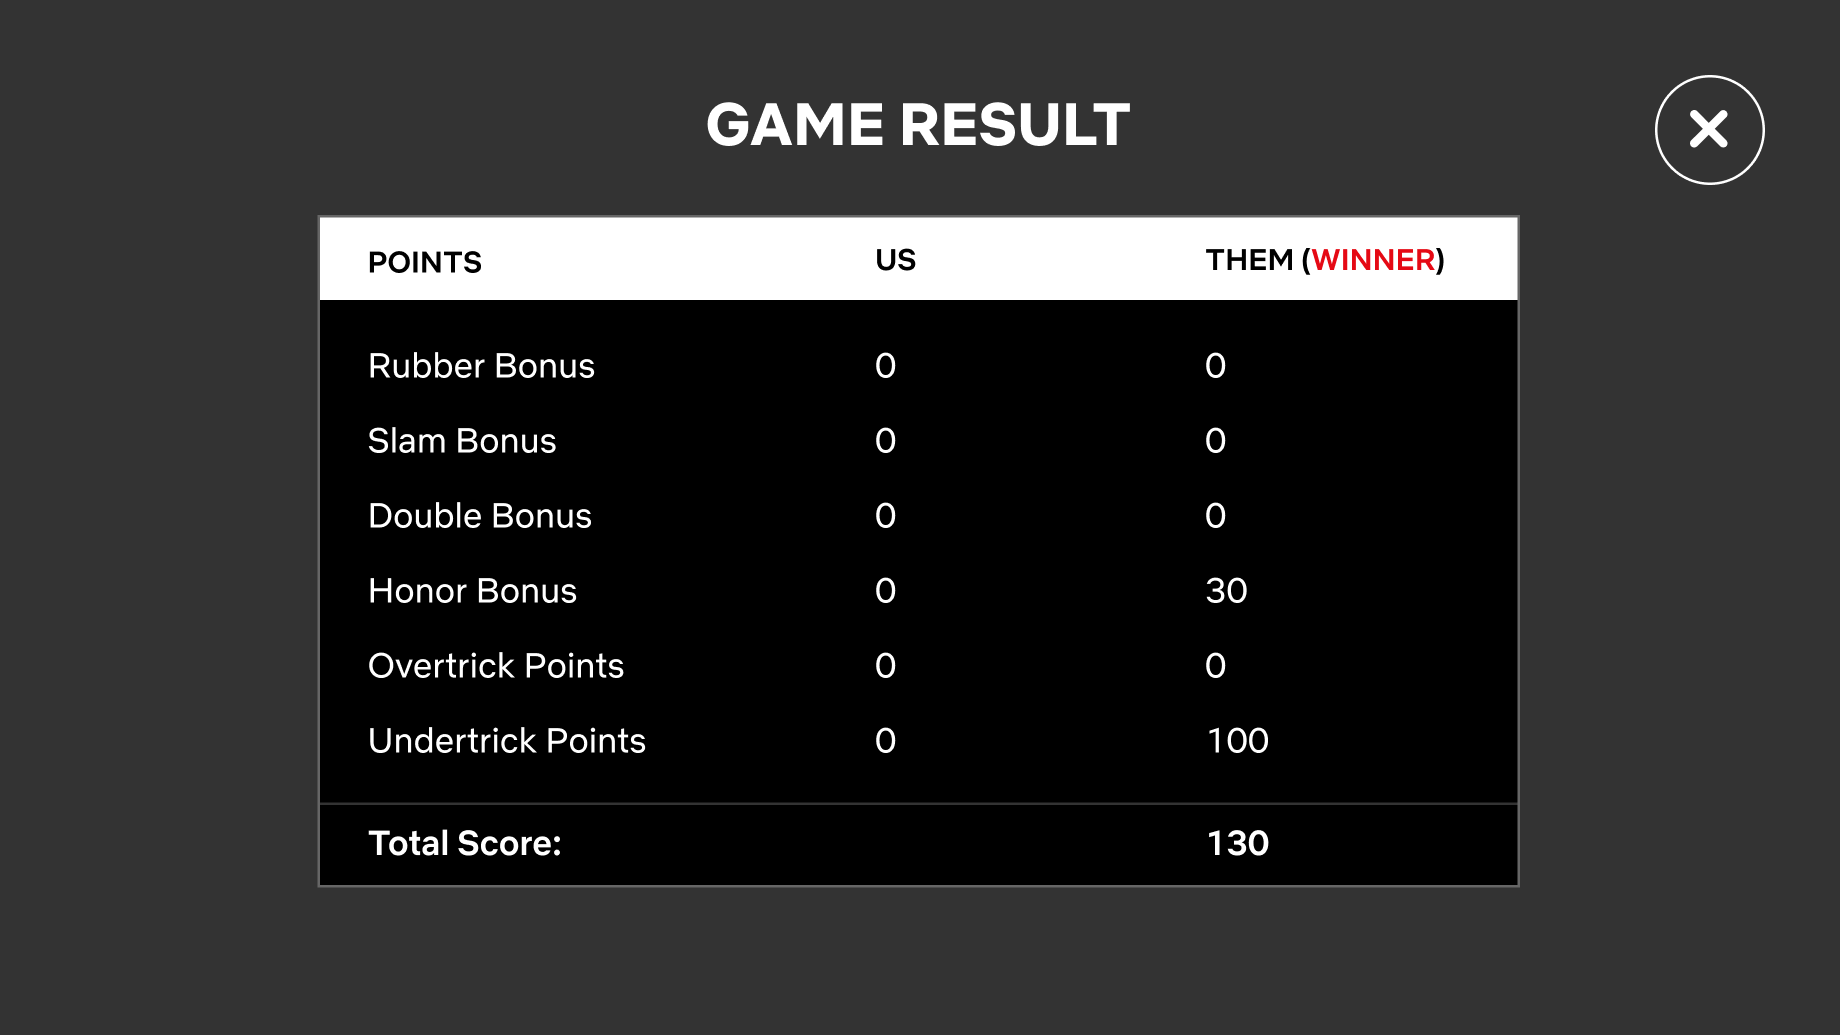 GAME RESULT
POINTS US THEM (WINNER)
Rubber Bonus 0 0
Slam Bonus 0 0
Double Bonus 0 0
Honor Bonus 0 30
Overtrick Points 0 0
Undertrick Points 0 100
Total Score: 130